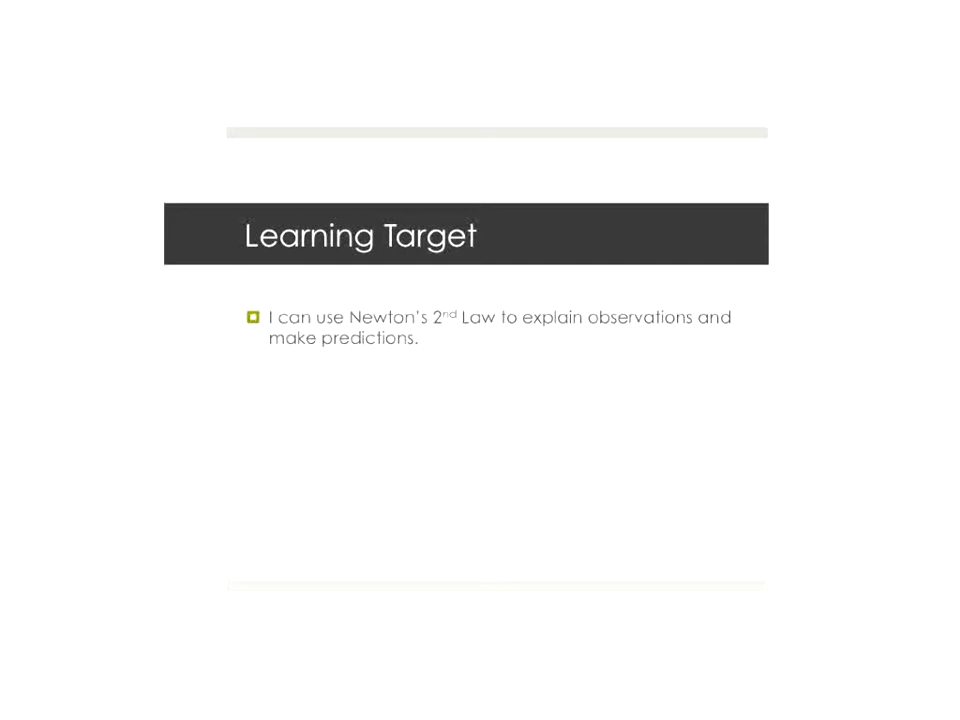 Learning Target
I can use Newton's 2nd Law to explain observations and
make predictions.